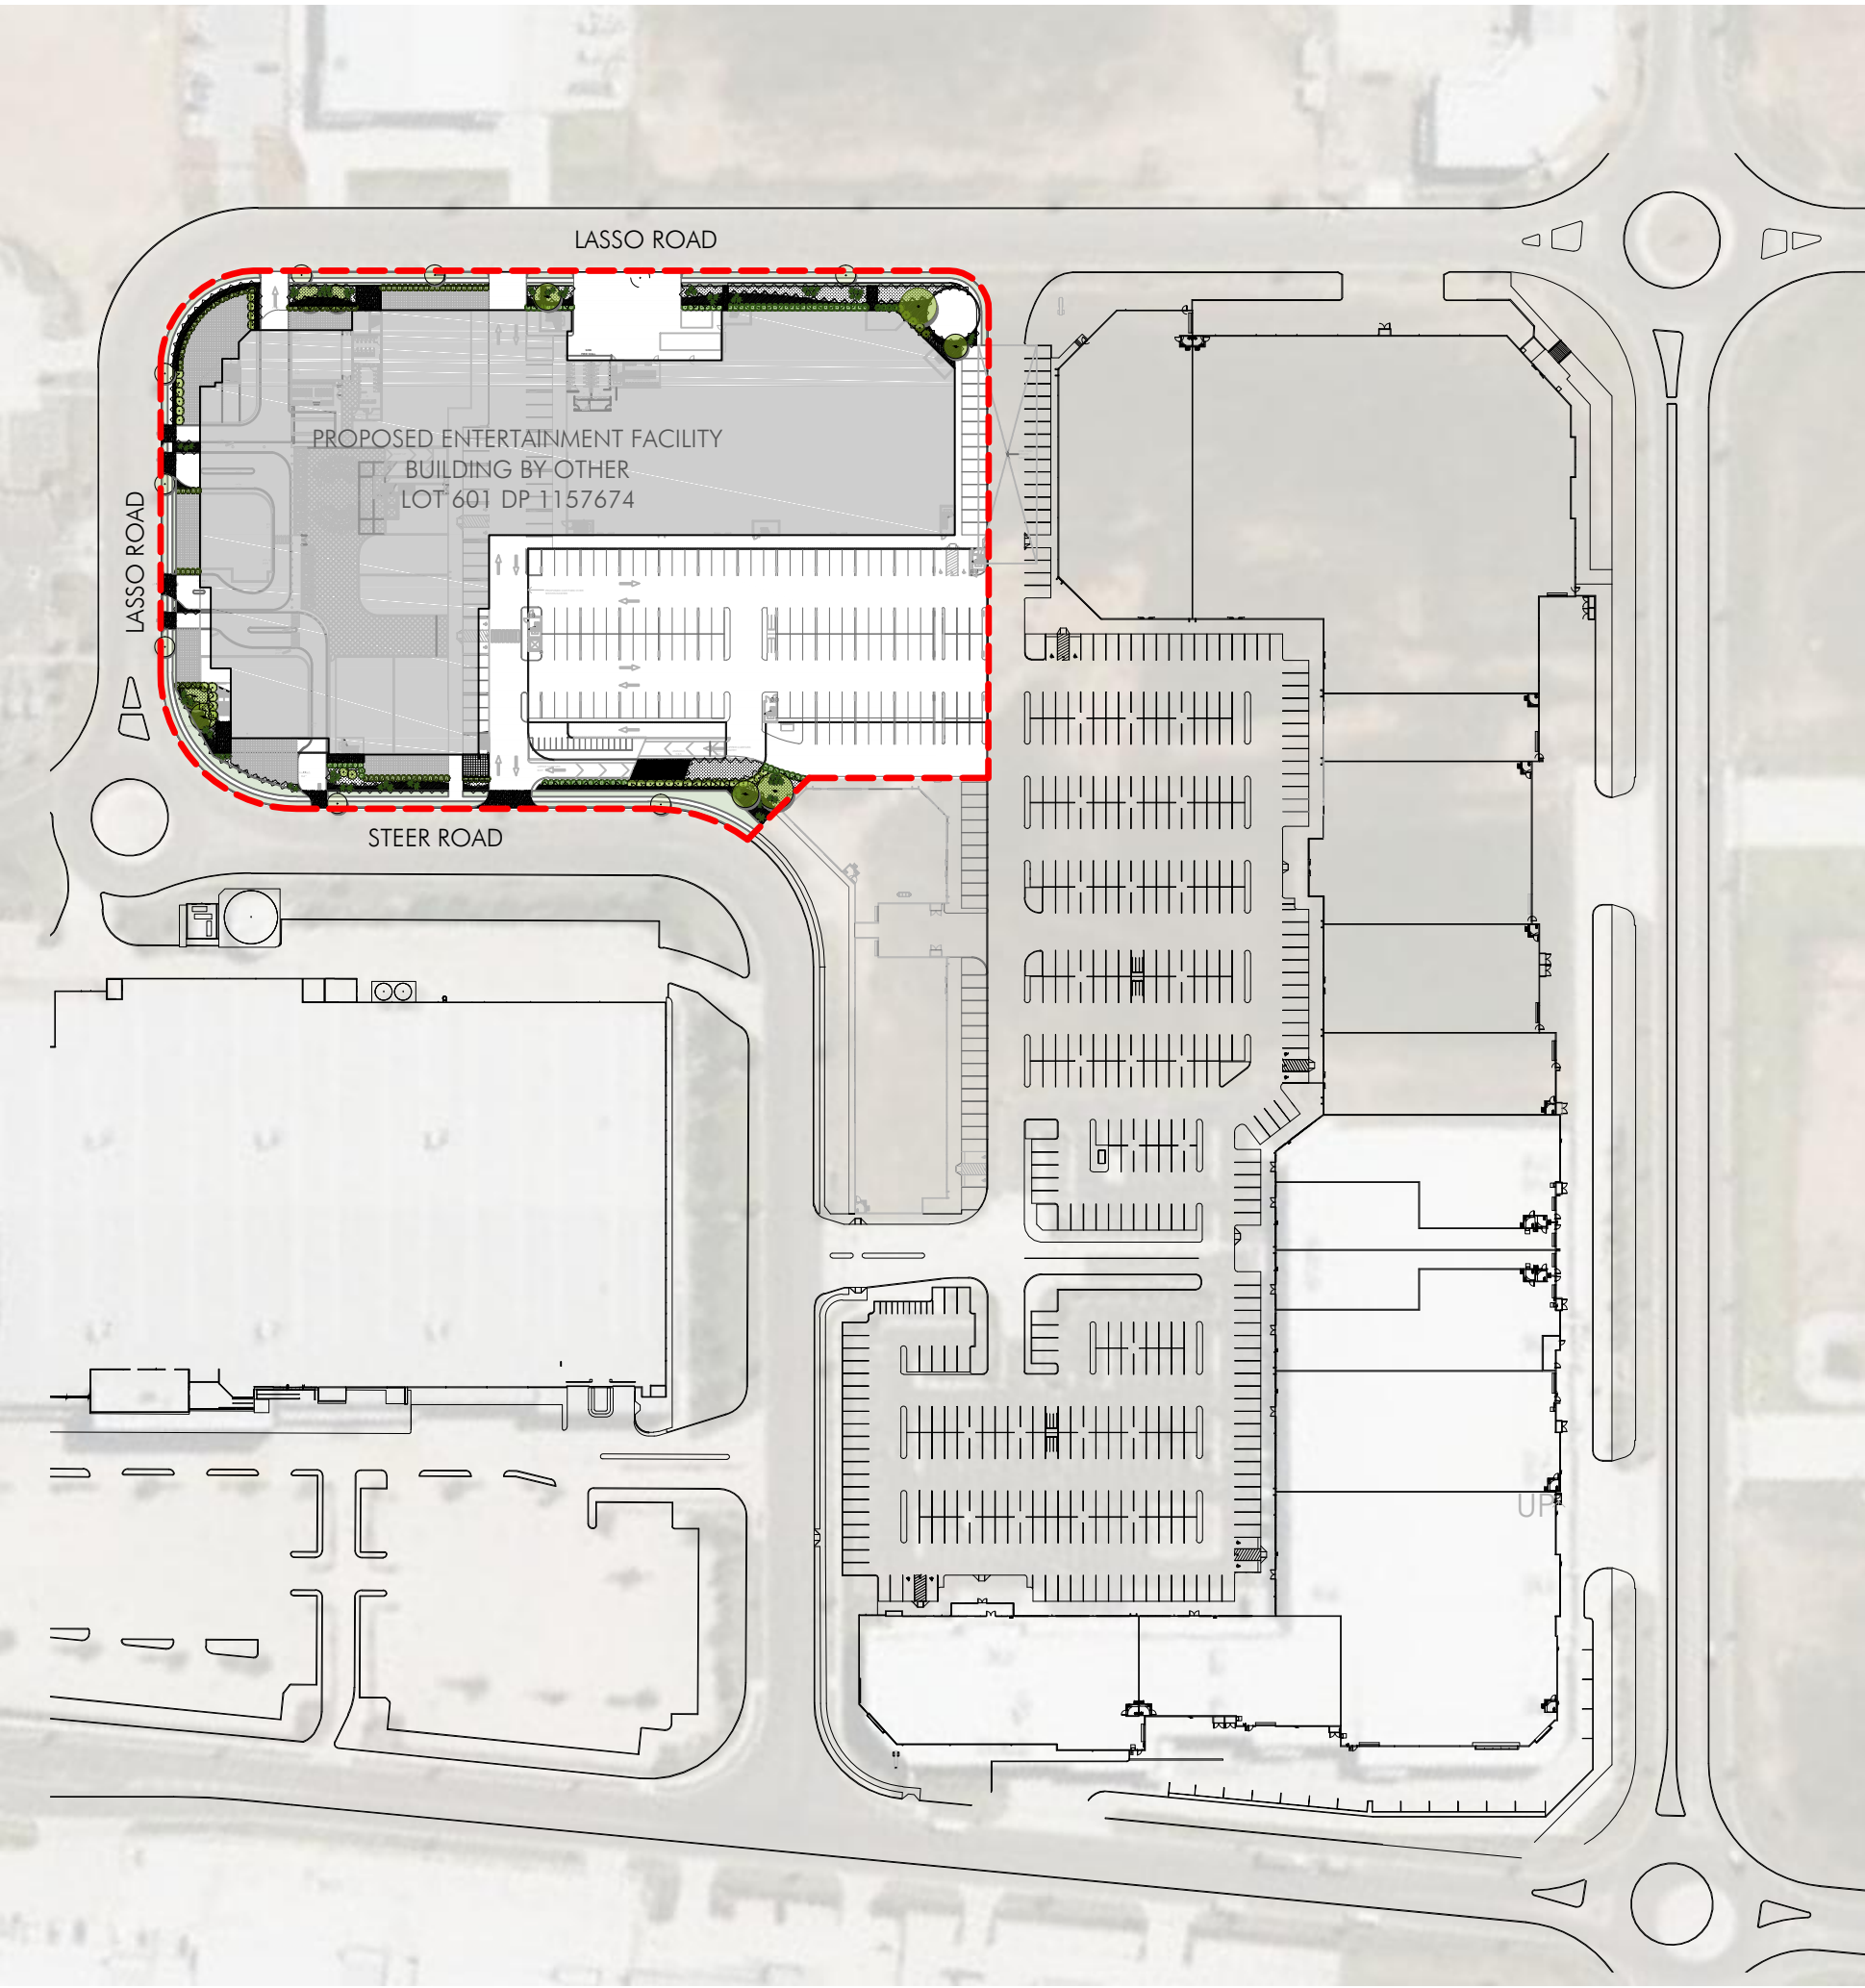 LASSO ROAD
PROPOSED ENTERTAINMENT FACILITY
BUILDING BY OTHER
LOT 601 DP 1157674
LASSO ROAD
STEER ROAD
UP